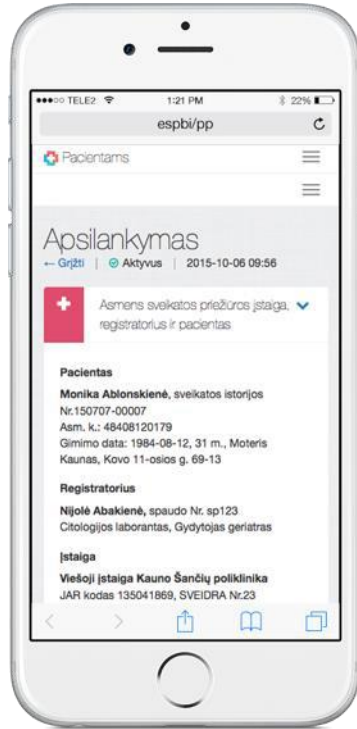 TELE2 1:21 PM 22%
espbi/pp
Pacientams
Apsilankymas
← Grįžti | Aktyvus | 2015-10-06 09:56
Asmens sveikatos priežiūros įstaiga,
registratorius ir pacientas
Pacientas
Monika Ablonskienė, sveikatos istorijos
Nr.150707-00007
Asm. k.: 48408120179
Gimimo data: 1984-08-12, 31 m., Moteris
Kaunas, Kovo 11-osios g. 69-13
Registratorius
Nijolė Abakienė, spaudo Nr. sp123
Citologijos laborantas, Gydytojas geriatras
Įstaiga
Viešoji įstaiga Kauno Šančių poliklinika
JAR kodas 135041869, SVEIDRA Nr.23